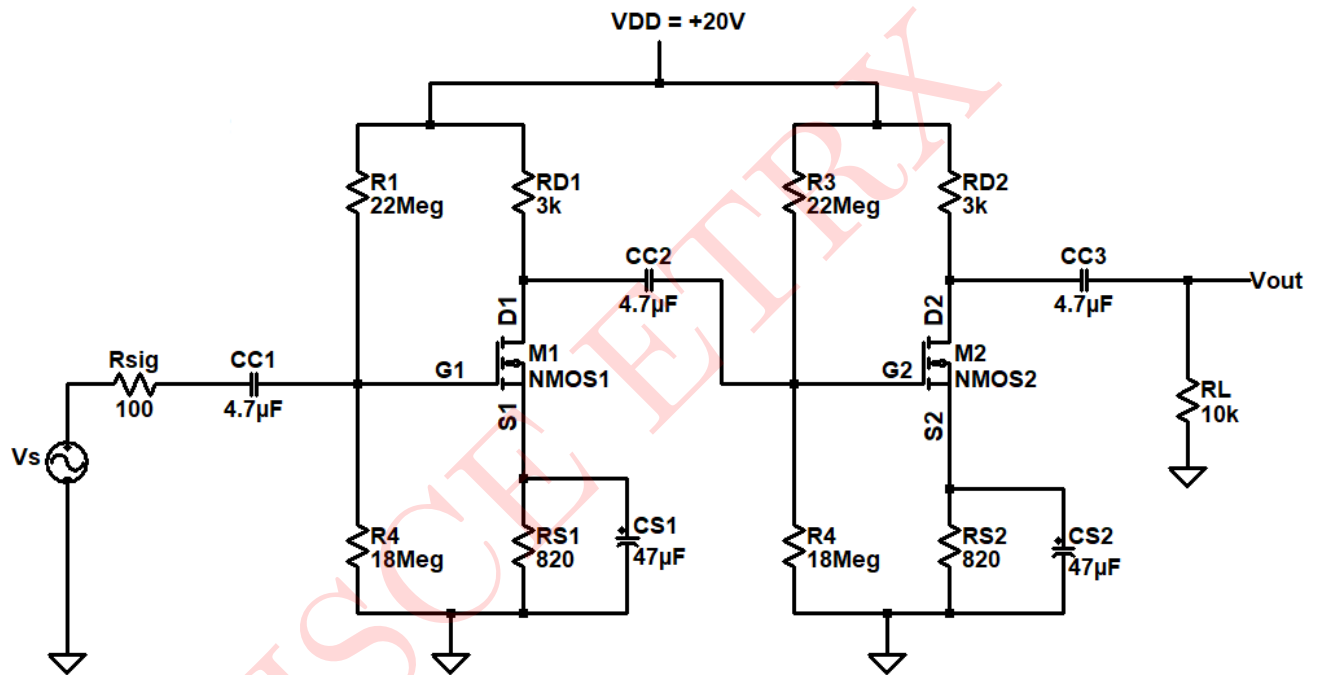 VDD = +20V
R1
22Meg
RD1
3k
R3
22Meg
RD2
3k
CC2
4.7µF
CC3
4.7µF
Vout
D1
D2
Rsig
100
CC1
4.7µF
G1
M1
NMOS1
G2
M2
NMOS2
S1
S2
RL
10k
Vs
R4
18Meg
RS1
820
CS1
47µF
R4
18Meg
RS2
820
CS2
47µF
SCE ETRX